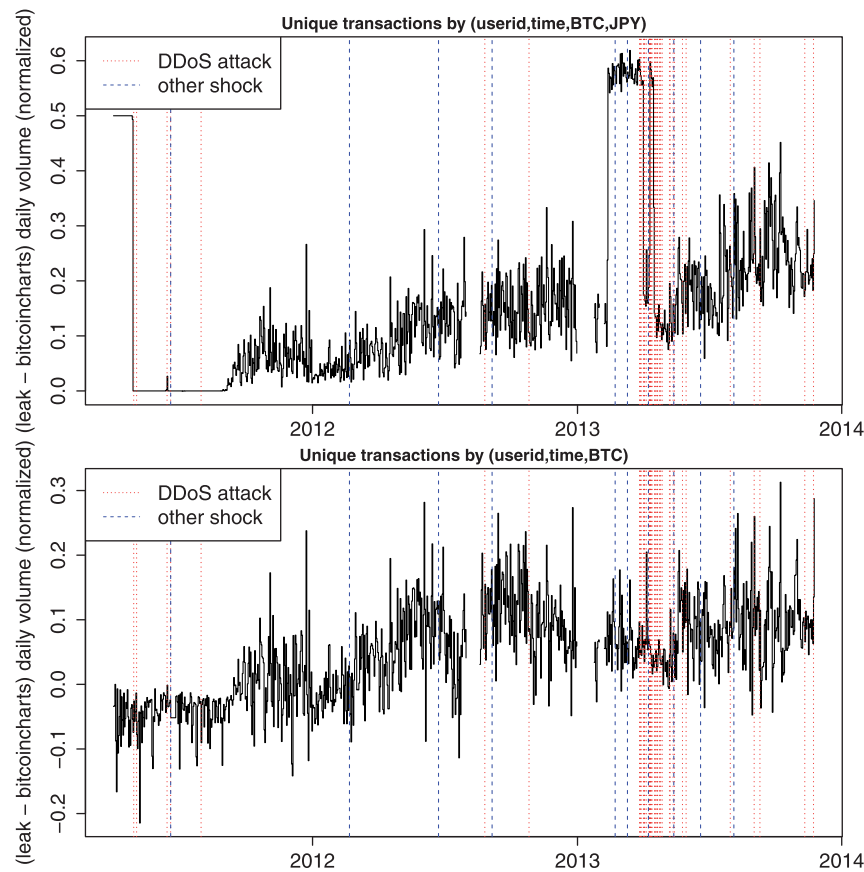 Unique transactions by (userid,time,BTC,JPY)
(leak − bitcoincharts) daily volume (normalized)
DDoS attack
other shock
0.6
0.5
0.4
0.3
0.2
0.1
0.0
2012
2013
2014
Unique transactions by (userid,time,BTC)
(leak − bitcoincharts) daily volume (normalized)
DDoS attack
other shock
0.3
0.2
0.1
0.0
−0.1
−0.2
2012
2013
2014